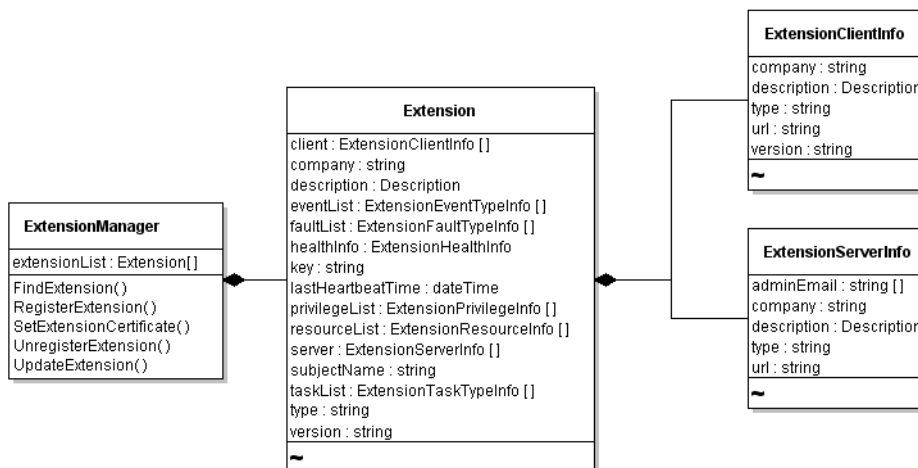 ExtensionManager
extensionList : Extension[]
FindExtension()
RegisterExtension()
SetExtensionCertificate()
UnregisterExtension()
UpdateExtension()
Extension
client : ExtensionClientInfo []
company : string
description : Description
eventList : ExtensionEventTypeInfo []
faultList : ExtensionFaultTypeInfo []
healthInfo : ExtensionHealthInfo
key : string
lastHeartbeatTime : dateTime
privilegeList : ExtensionPrivilegeInfo []
resourceList : ExtensionResourceInfo []
server : ExtensionServerInfo []
subjectName : string
taskList : ExtensionTaskTypeInfo []
type : string
version : string
~
ExtensionClientInfo
company : string
description : Description
type : string
url : string
version : string
~
ExtensionServerInfo
adminEmail : string []
company : string
description : Description
type : string
url : string
~